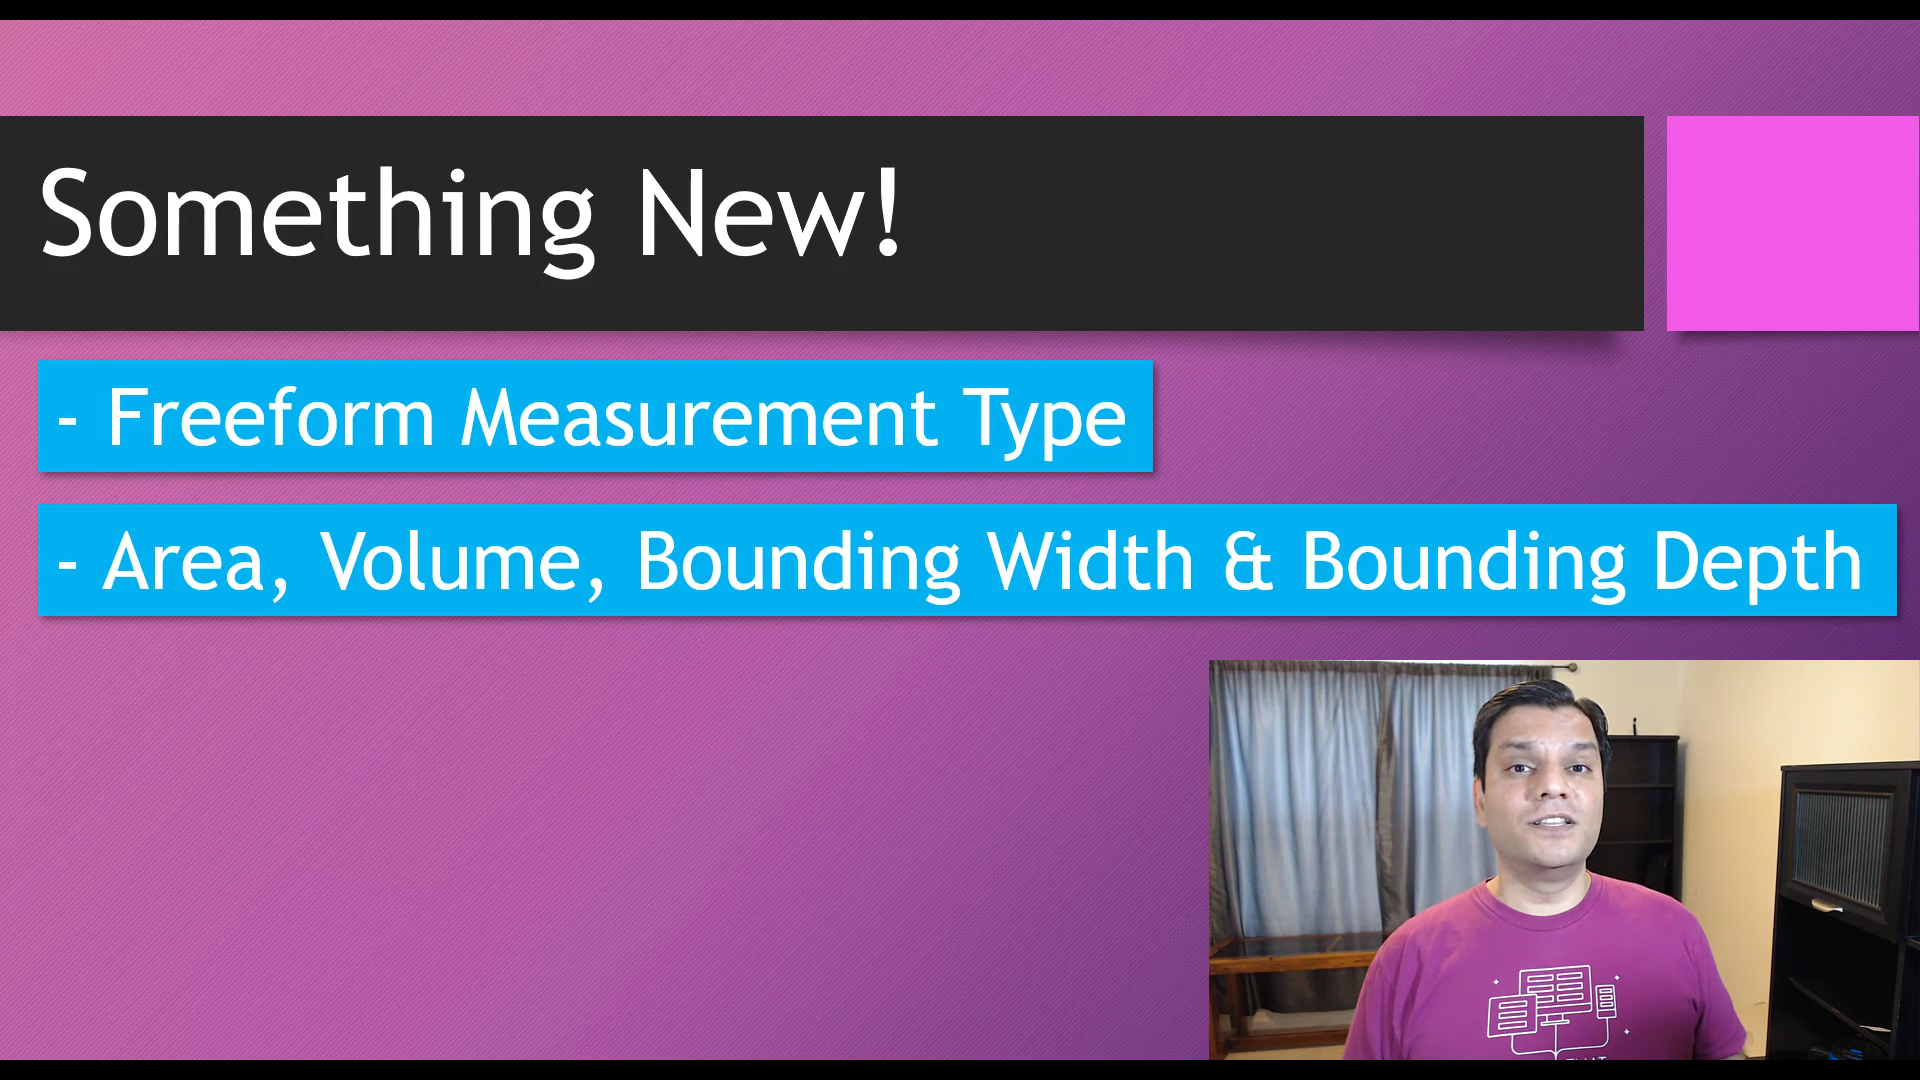 Something New!
- Freeform Measurement Type
- Area, Volume, Bounding Width & Bounding Depth